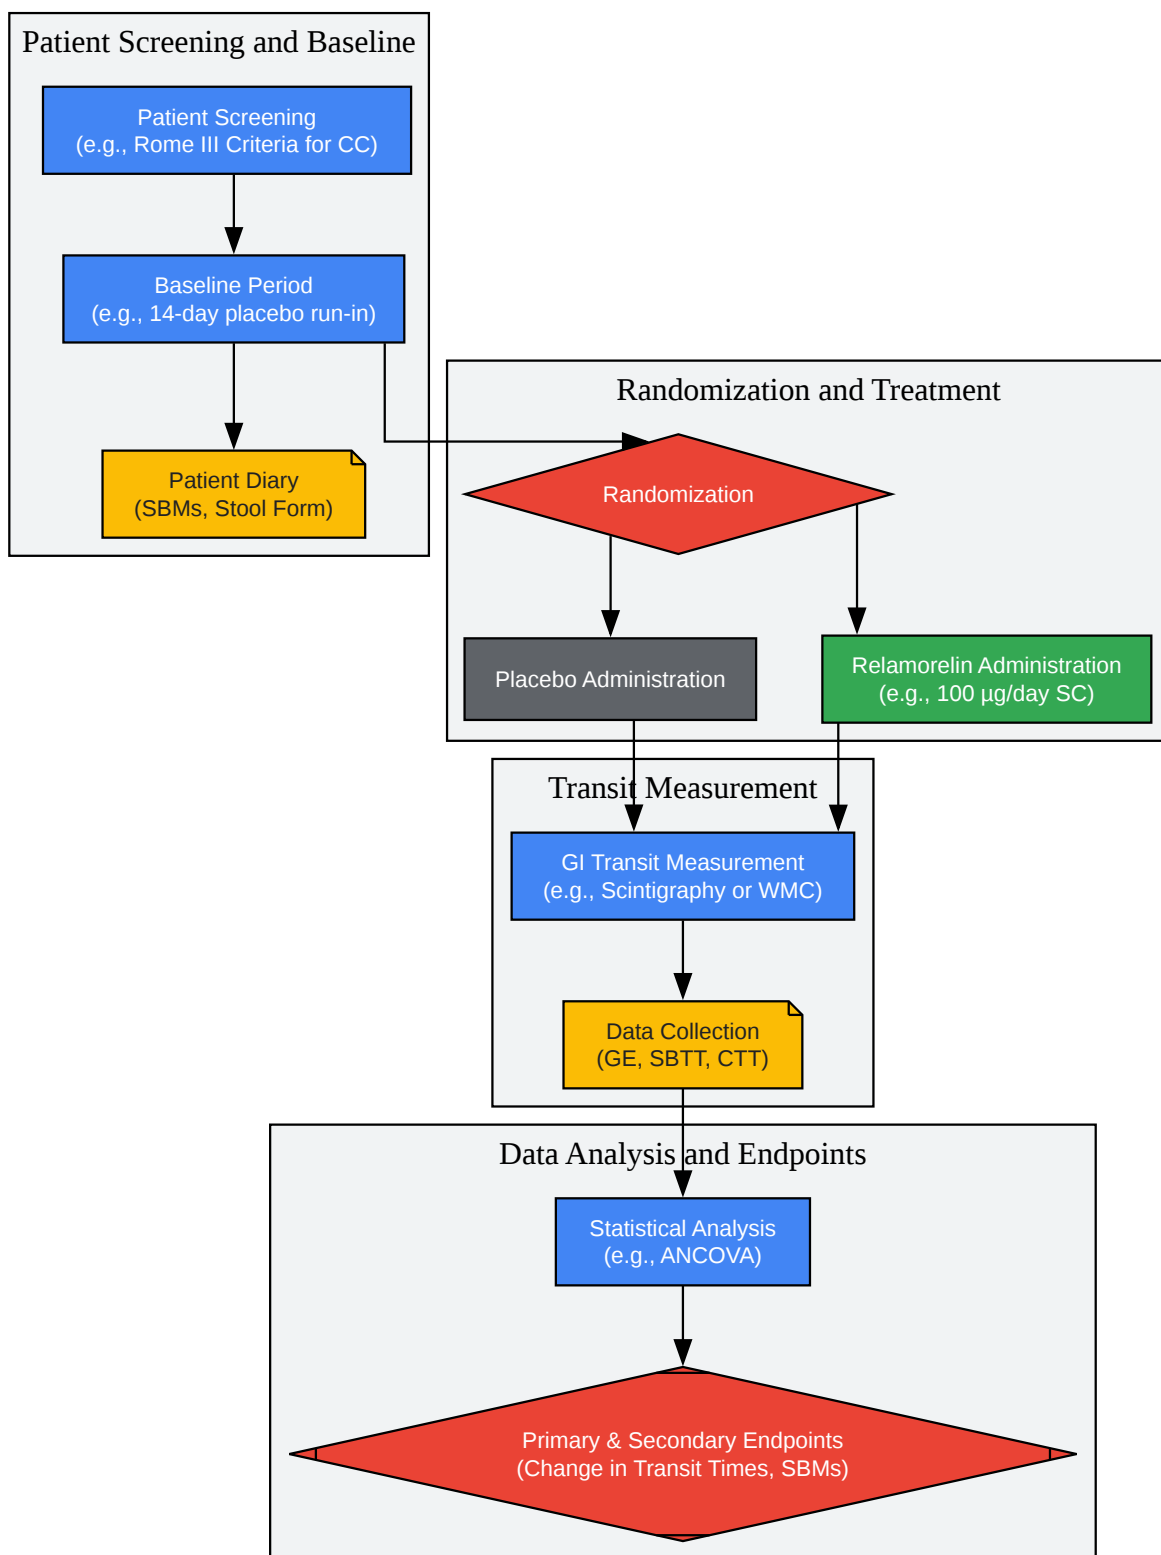 Patient Screening and Baseline
Patient Screening
(e.g., Rome III Criteria for CC)
Baseline Period
(e.g., 14-day placebo run-in)
Patient Diary
(SBMs, Stool Form)
Randomization and Treatment
Randomization
Placebo Administration
Relamorelin Administration
(e.g., 100 µg/day SC)
Transit Measurement
GI Transit Measurement
(e.g., Scintigraphy or WMC)
Data Collection
(GE, SBTT, CTT)
Data Analysis and Endpoints
Statistical Analysis
(e.g., ANCOVA)
Primary & Secondary Endpoints
(Change in Transit Times, SBMs)